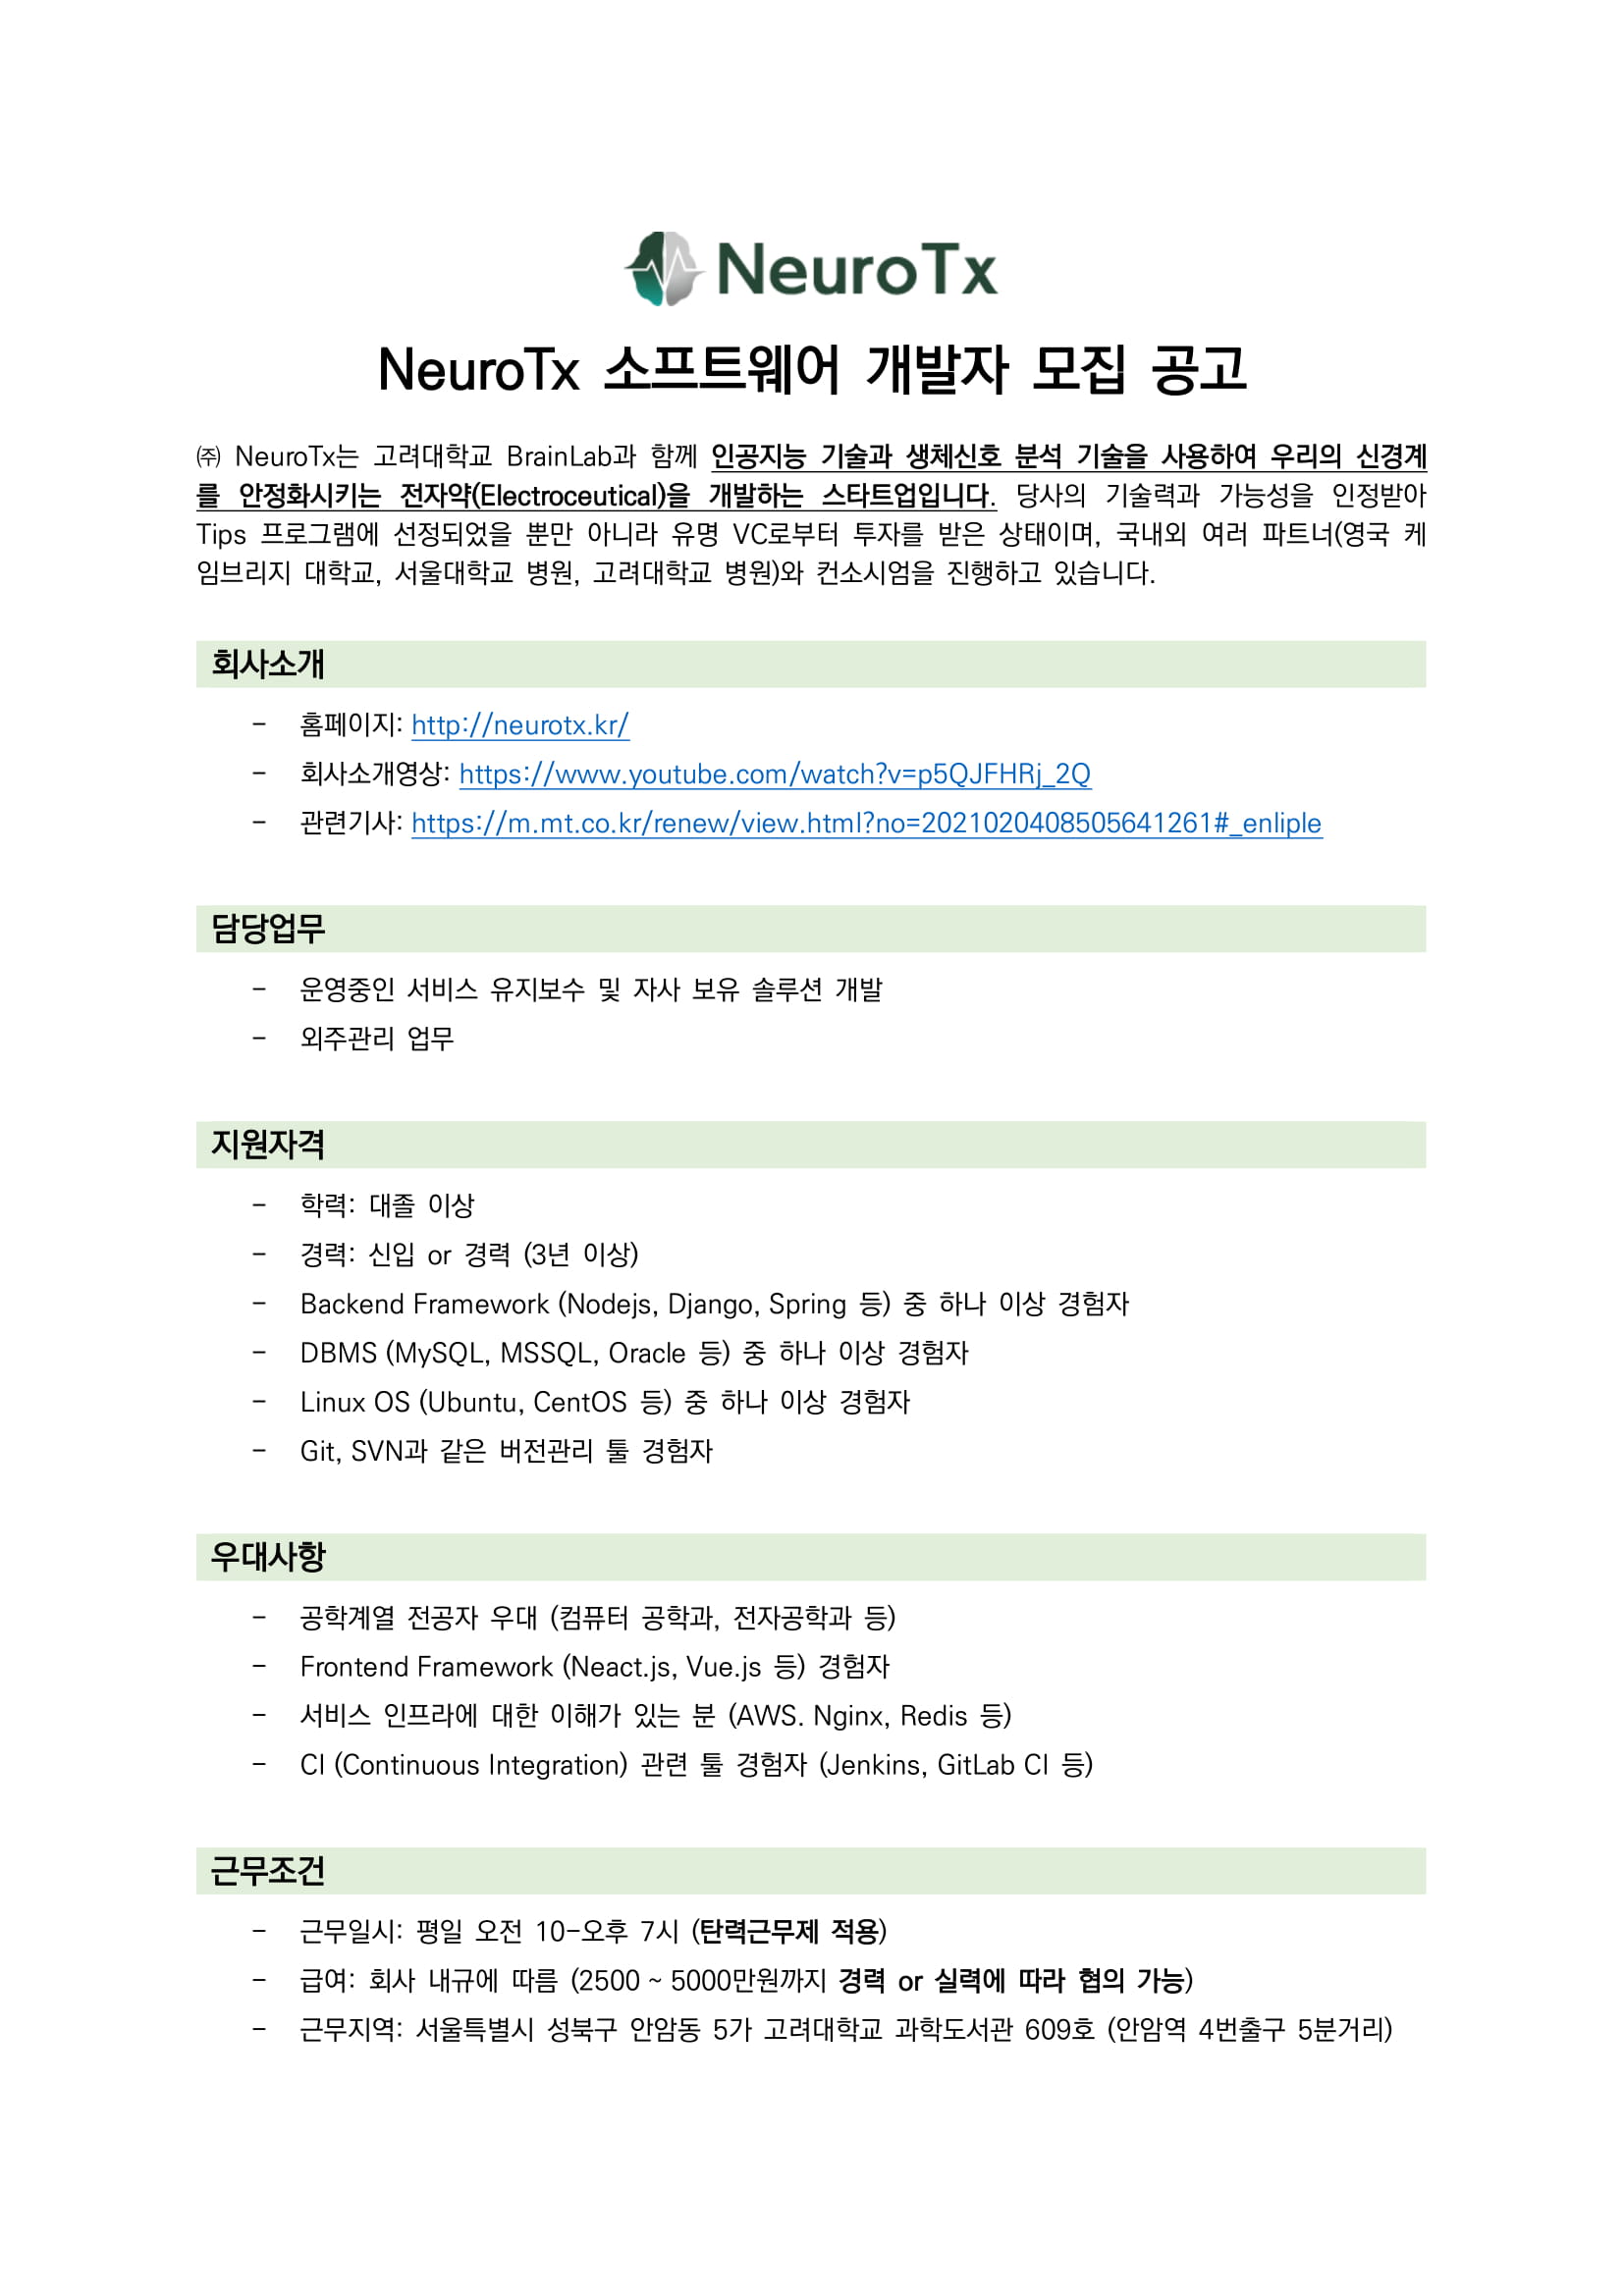 NeuroTx
NeuroTx 소프트웨어 개발자 모집 공고
㈜ NeuroTx는 고려대학교 BrainLab과 함께 인공지능 기술과 생체신호 분석 기술을 사용하여 우리의 신경계
를 안정화시키는 전자약(Electroceutical)을 개발하는 스타트업입니다. 당사의 기술력과 가능성을 인정받아
Tips 프로그램에 선정되었을 뿐만 아니라 유명 VC로부터 투자를 받은 상태이며, 국내외 여러 파트너(영국 케
임브리지 대학교, 서울대학교 병원, 고려대학교 병원)와 컨소시엄을 진행하고 있습니다.
회사소개
- 홈페이지: http://neurotx.kr/
- 회사소개영상: https://www.youtube.com/watch?v=p5QJFHRj_2Q
- 관련기사: https://m.mt.co.kr/renew/view.html?no=2021020408505641261#_enliple
담당업무
- 운영중인 서비스 유지보수 및 자사 보유 솔루션 개발
- 외주관리 업무
지원자격
- 학력: 대졸 이상
- 경력: 신입 or 경력 (3년 이상)
- Backend Framework (Nodejs, Django, Spring 등) 중 하나 이상 경험자
- DBMS (MySQL, MSSQL, Oracle 등) 중 하나 이상 경험자
- Linux OS (Ubuntu, CentOS 등) 중 하나 이상 경험자
- Git, SVN과 같은 버전관리 툴 경험자
우대사항
- 공학계열 전공자 우대 (컴퓨터 공학과, 전자공학과 등)
- Frontend Framework (Neact.js, Vue.js 등) 경험자
- 서비스 인프라에 대한 이해가 있는 분 (AWS. Nginx, Redis 등)
- CI (Continuous Integration) 관련 툴 경험자 (Jenkins, GitLab CI 등)
근무조건
- 근무일시: 평일 오전 10-오후 7시 (탄력근무제 적용)
- 급여: 회사 내규에 따름 (2500 ~ 5000만원까지 경력 or 실력에 따라 협의 가능)
- 근무지역: 서울특별시 성북구 안암동 5가 고려대학교 과학도서관 609호 (안암역 4번출구 5분거리)